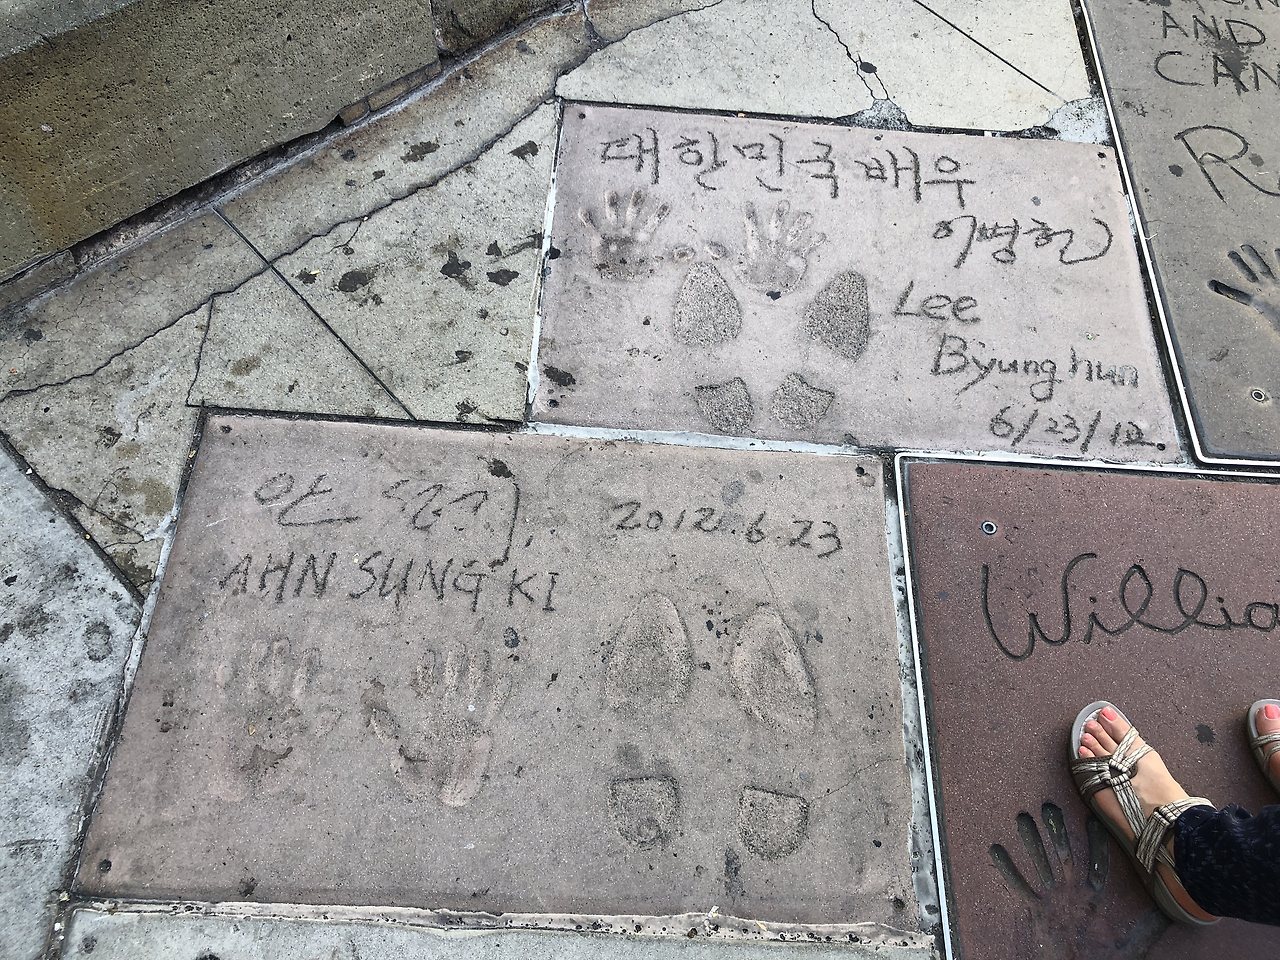 대한민국 배우
이병헌
Lee
Byung hun
6/23/12
안성기
AHN SUNG KI
2012.6.23
AND
CAN
R
Willia